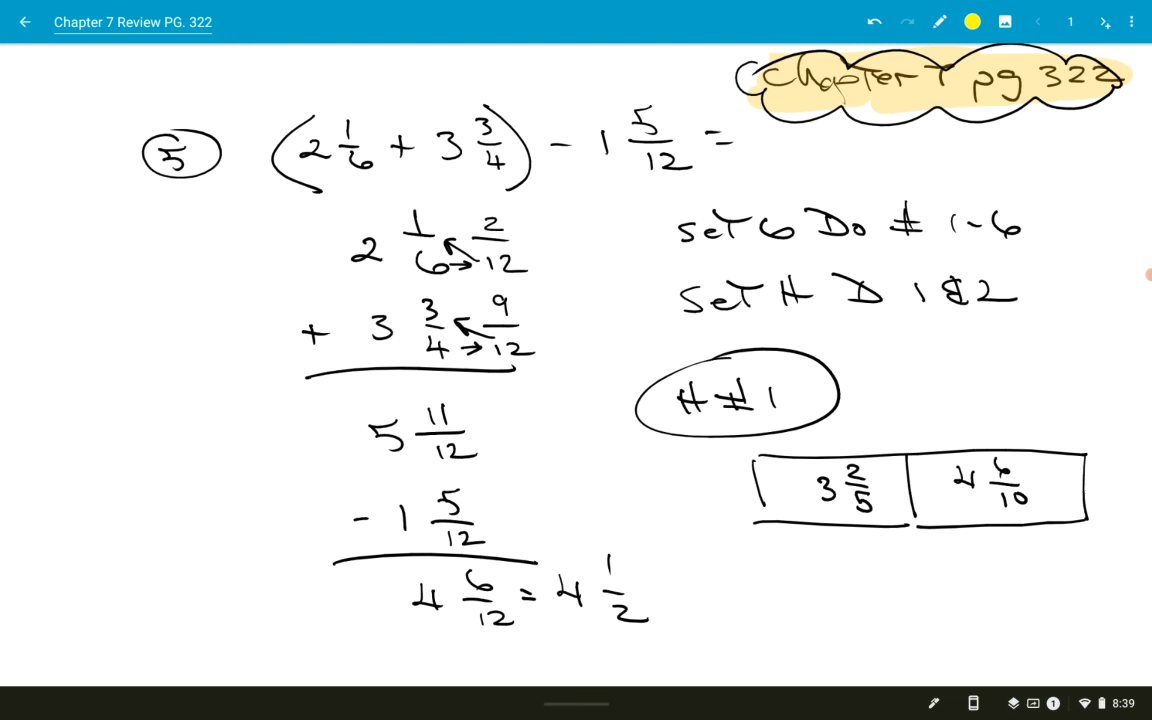 Chapter 7 Review PG. 322
1
Chapter 7 pg 322
5 (2 1/6 + 3 3/4) - 1 5/12 =
2 1/6 → 2/12
+ 3 3/4 → 9/12
5 11/12
- 1 5/12
4 6/12 = 4 1/2
Set G Do # 1-6
Set H D 1 & 2
H #1
3 2/5 4 6/10
1 8:39